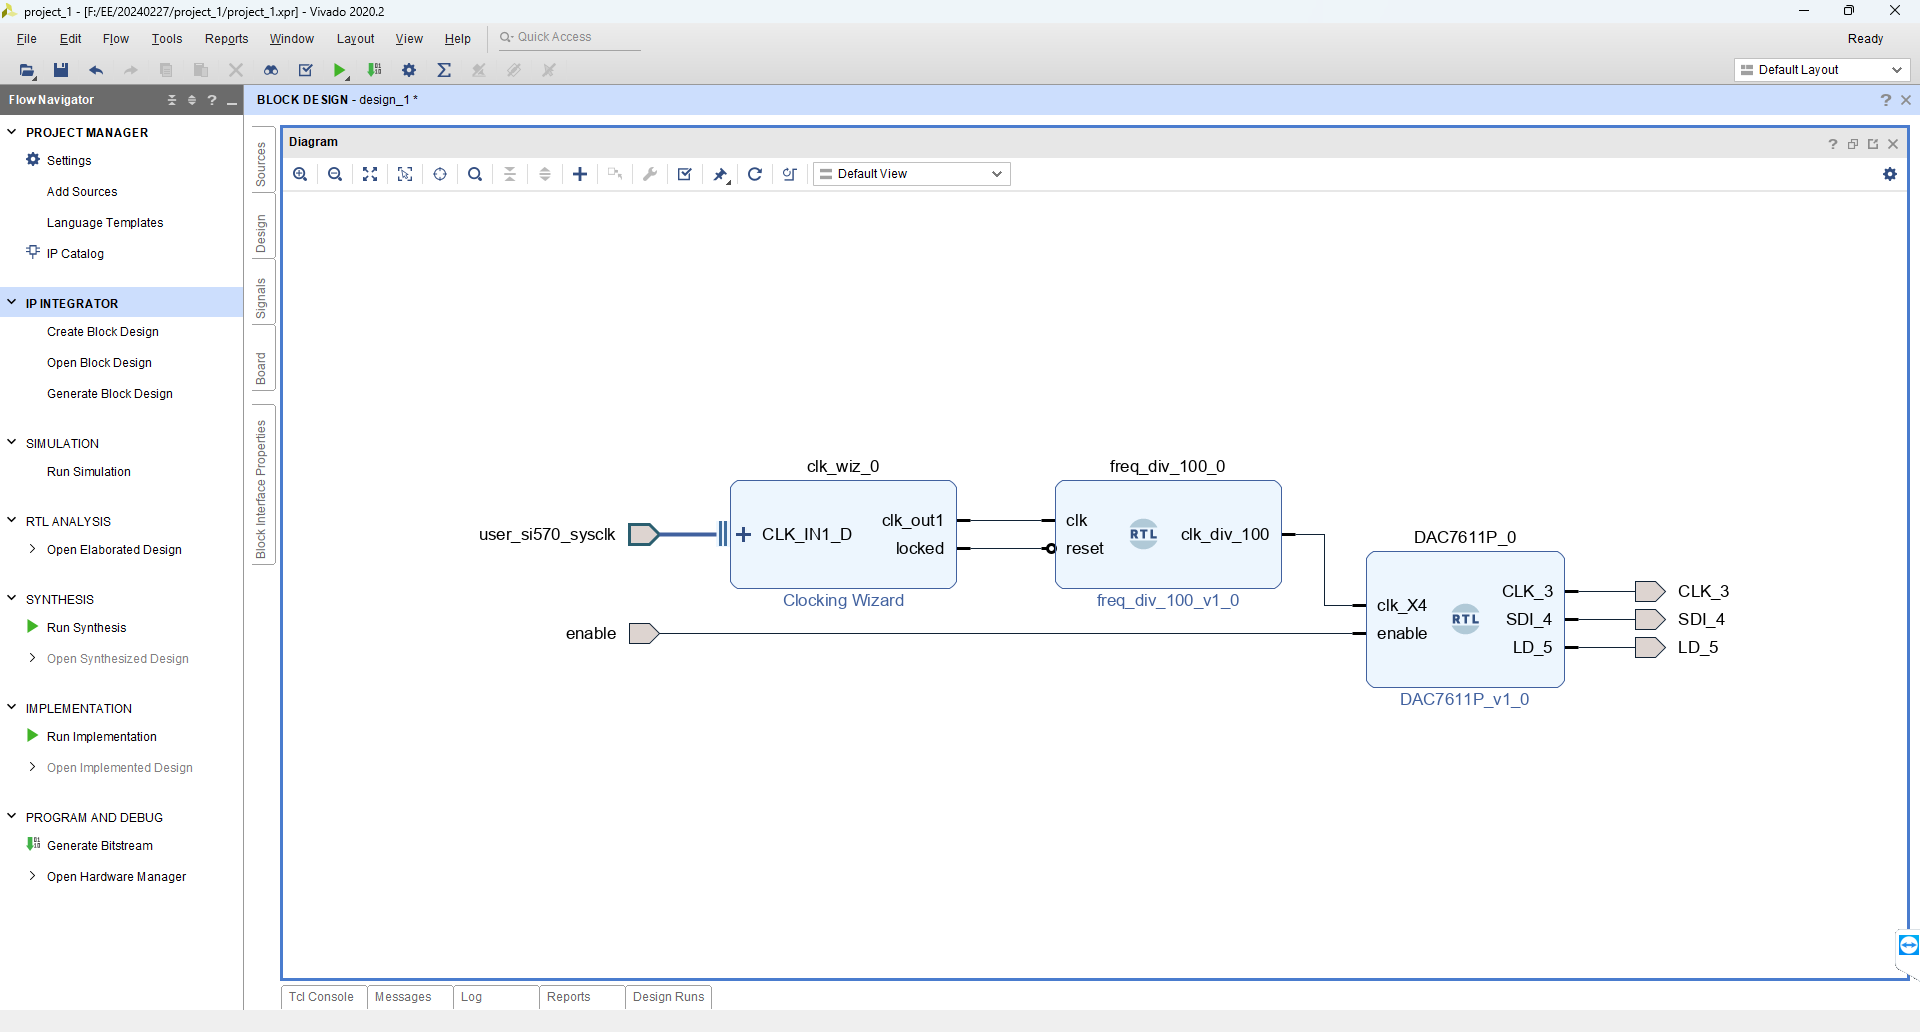 project_1 - [F:/EE/20240227/project_1/project_1.xpr] - Vivado 2020.2
File Edit Flow Tools Reports Window Layout View Help
Quick Access
Ready
Default Layout
Flow Navigator
?
BLOCK DESIGN - design_1 *
?
PROJECT MANAGER
Settings
Add Sources
Language Templates
IP Catalog
IP INTEGRATOR
Create Block Design
Open Block Design
Generate Block Design
SIMULATION
Run Simulation
RTL ANALYSIS
Open Elaborated Design
SYNTHESIS
Run Synthesis
Open Synthesized Design
IMPLEMENTATION
Run Implementation
Open Implemented Design
PROGRAM AND DEBUG
Generate Bitstream
Open Hardware Manager
Sources
Design
Signals
Board
Block Interface Properties
Diagram
?
Default View
user_si570_sysclk
enable
clk_wiz_0
CLK_IN1_D
clk_out1
locked
Clocking Wizard
freq_div_100_0
clk
reset
RTL
clk_div_100
freq_div_100_v1_0
DAC7611P_0
clk_X4
enable
RTL
CLK_3
SDI_4
LD_5
DAC7611P_v1_0
CLK_3
SDI_4
LD_5
Tcl Console
Messages
Log
Reports
Design Runs